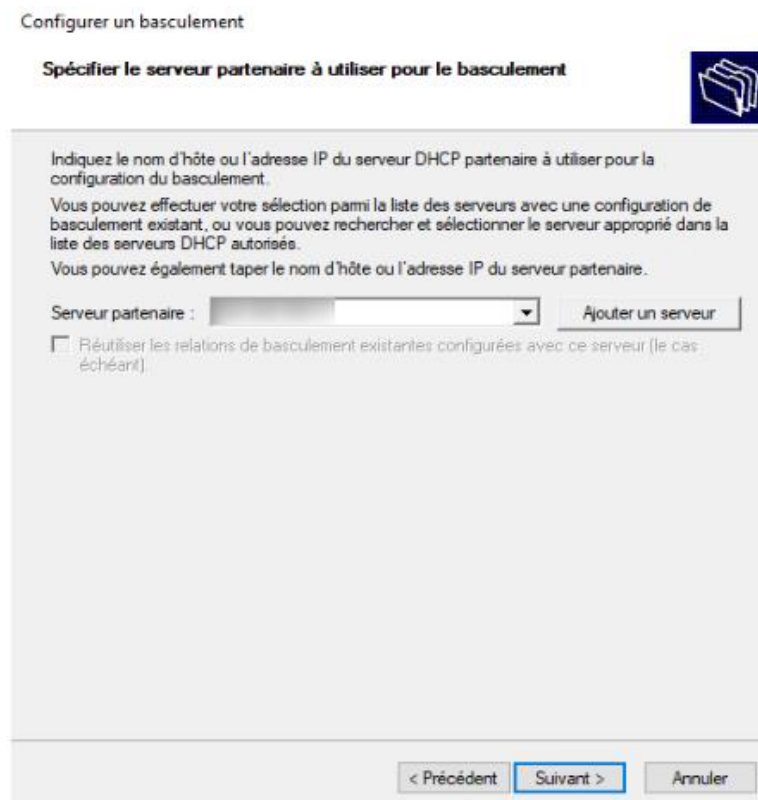 Configurer un basculement
Spécifier le serveur partenaire à utiliser pour le basculement
Indiquez le nom d'hôte ou l'adresse IP du serveur DHCP partenaire à utiliser pour la
configuration du basculement.
Vous pouvez effectuer votre sélection parmi la liste des serveurs avec une configuration de
basculement existant, ou vous pouvez rechercher et sélectionner le serveur approprié dans la
liste des serveurs DHCP autorisés.
Vous pouvez également taper le nom d'hôte ou l'adresse IP du serveur partenaire.
Serveur partenaire : Ajouter un serveur
Réutiliser les relations de basculement existantes configurées avec ce serveur (le cas
échéant).
< Précédent Suivant > Annuler